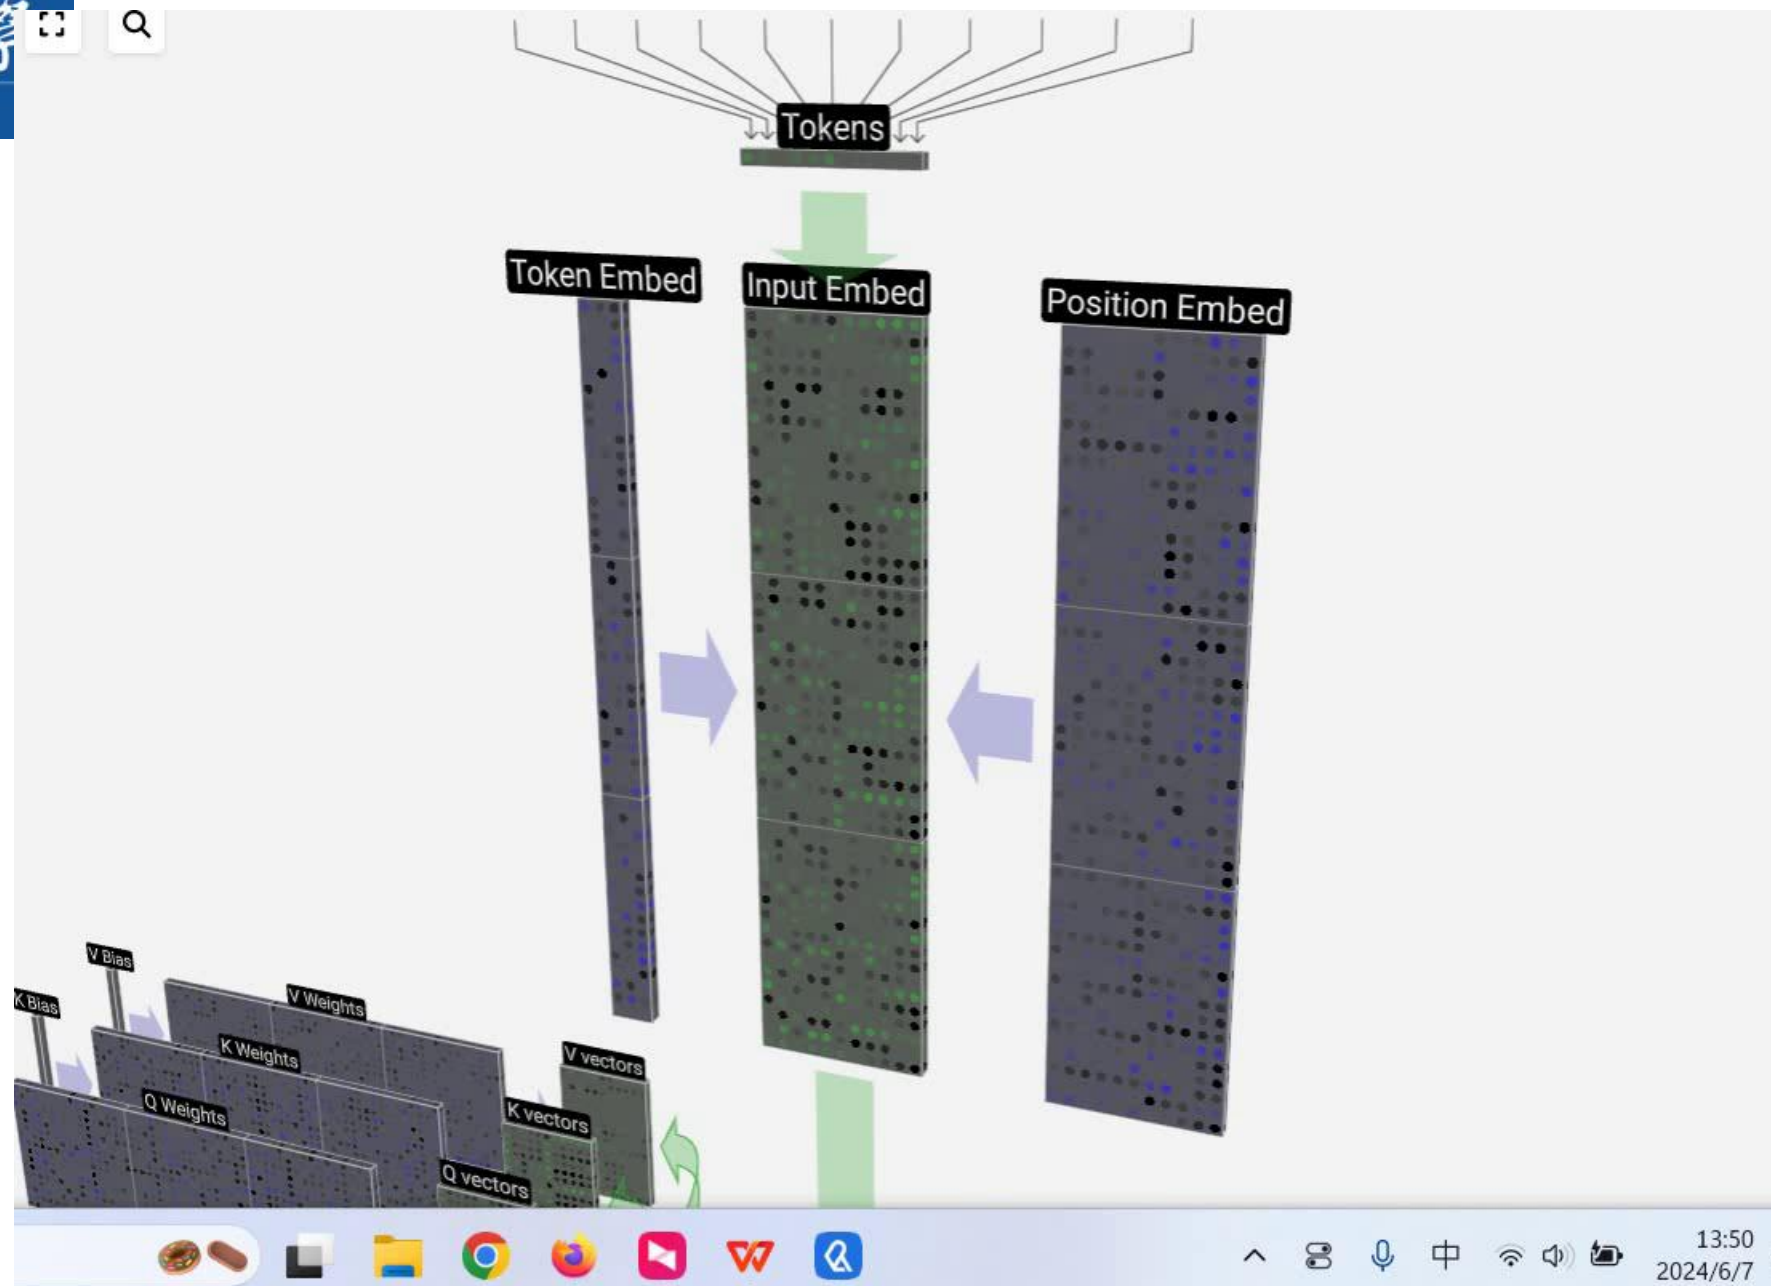 Tokens
Token Embed
Input Embed
Position Embed
V Bias
K Bias
V Weights
K Weights
Q Weights
V vectors
K vectors
Q vectors
中
13:50
2024/6/7